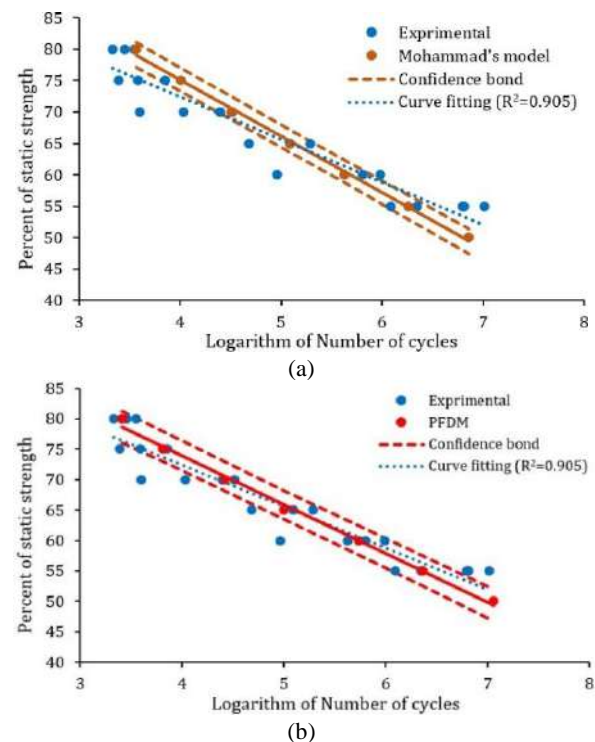 85
80
75
70
65
60
55
50
45
40
Percent of static strength
Exprimental
Mohammad's model
Confidence bond
Curve fitting (R²=0.905)
3 4 5 6 7 8
Logarithm of Number of cycles
(a)
85
80
75
70
65
60
55
50
45
40
Percent of static strength
Exprimental
PFDM
Confidence bond
Curve fitting (R²=0.905)
3 4 5 6 7 8
Logarithm of Number of cycles
(b)